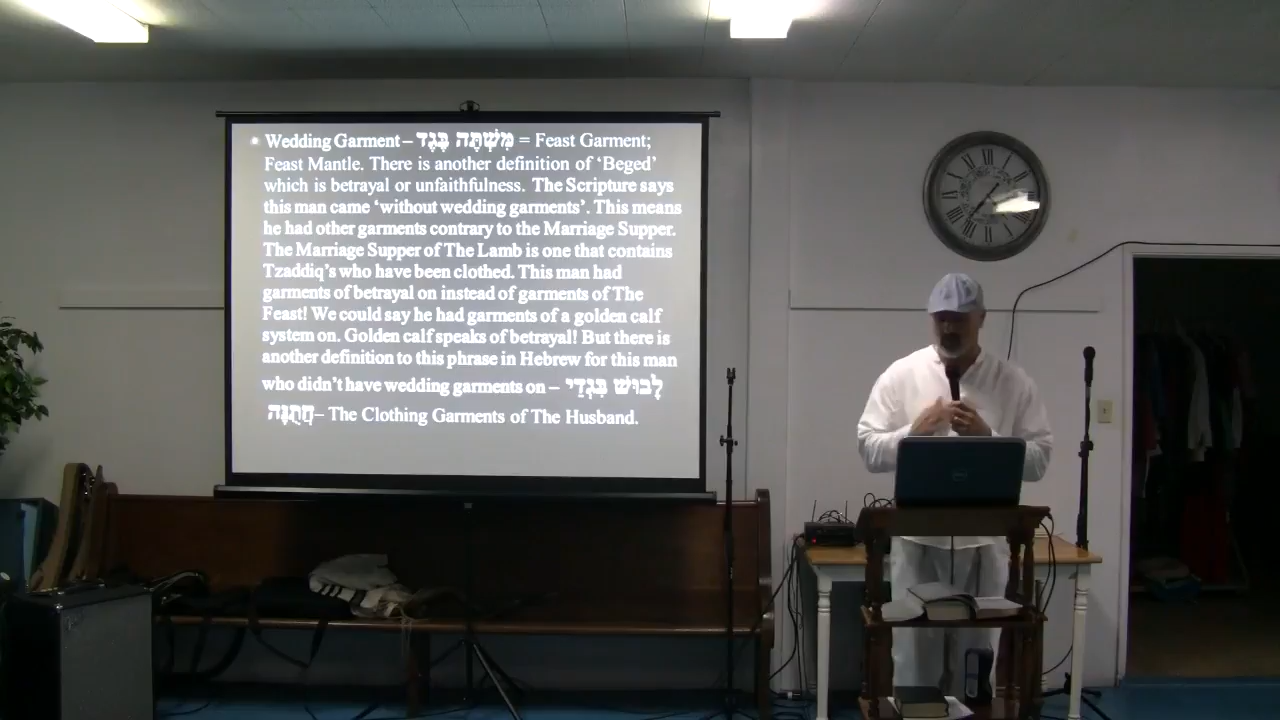 Wedding Garment – מִשְׁתֶּה בֶּגֶד = Feast Garment;
Feast Mantle. There is another definition of ‘Beged’
which is betrayal or unfaithfulness. The Scripture says
this man came ‘without wedding garments’. This means
he had other garments contrary to the Marriage Supper.
The Marriage Supper of The Lamb is one that contains
Tzaddiq’s who have been clothed. This man had
garments of betrayal on instead of garments of The
Feast! We could say he had garments of a golden calf
system on. Golden calf speaks of betrayal! But there is
another definition to this phrase in Hebrew for this man
who didn’t have wedding garments on – לָבוּשׁ בִּגְדֵי
חֲתֻנָּה – The Clothing Garments of The Husband.